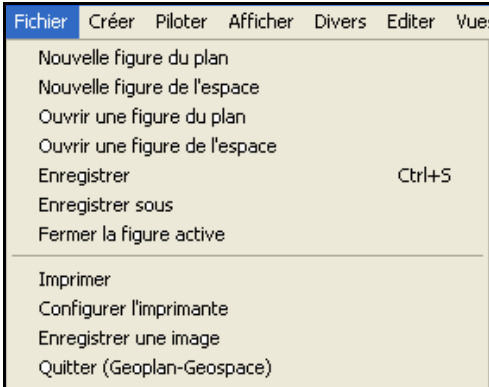 Fichier Créer Piloter Afficher Divers Editer Vues
Nouvelle figure du plan
Nouvelle figure de l'espace
Ouvrir une figure du plan
Ouvrir une figure de l'espace
Enregistrer Ctrl+S
Enregistrer sous
Fermer la figure active
Imprimer
Configurer l'imprimante
Enregistrer une image
Quitter (Geoplan-Geospace)